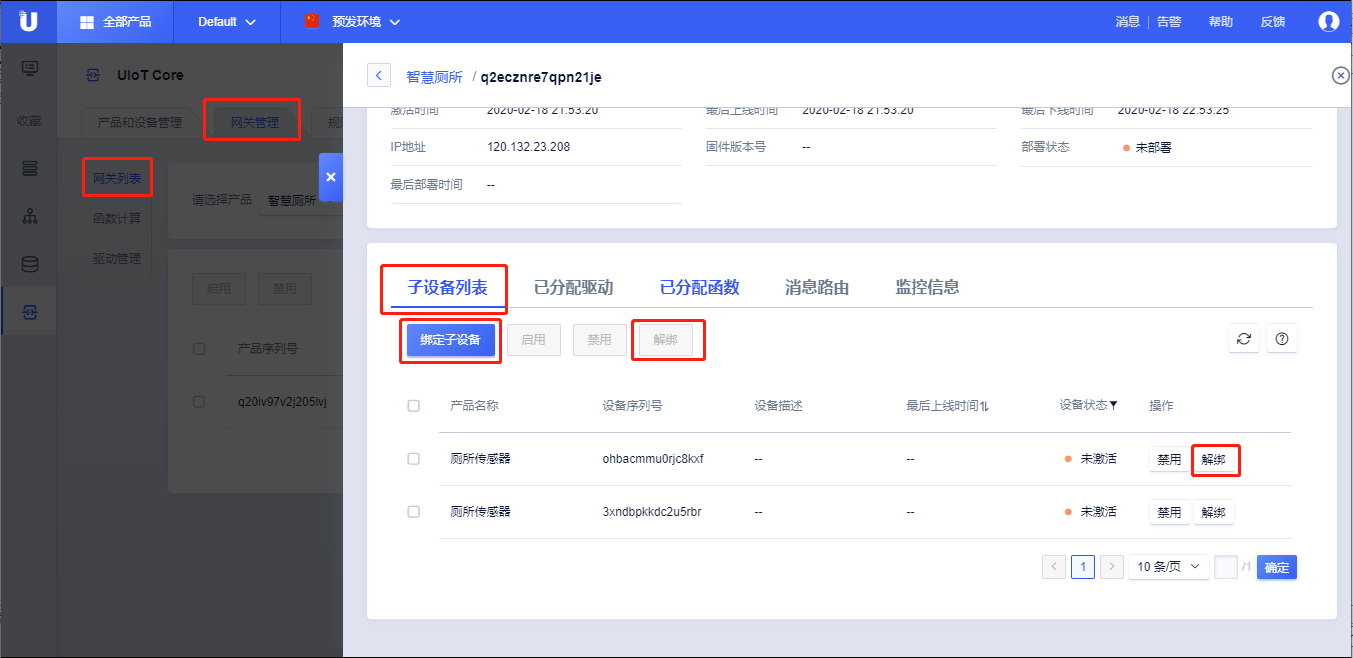 全部产品 Default 预发环境 消息 告警 帮助 反馈
UIoT Core
收藏
产品和设备管理 网关管理
网关列表
函数计算
驱动管理
请选择产品 智慧厕所
启用 禁用
产品序列号
q20iv97v2j205lvj
智慧厕所 / q2ecznre7qpn21je
激活时间 2020-02-18 21:53:20 最后上线时间 2020-02-18 21:53:20 最后下线时间 2020-02-18 22:53:25
IP地址 120.132.23.208 固件版本号 -- 部署状态 未部署
最后部署时间 --
子设备列表 已分配驱动 已分配函数 消息路由 监控信息
绑定子设备 启用 禁用 解绑
产品名称 设备序列号 设备描述 最后上线时间 设备状态 操作
厕所传感器 ohbacmmu0rjc8kxf -- -- 未激活 禁用 解绑
厕所传感器 3xndbpkkdc2u5rbr -- -- 未激活 禁用 解绑
1 10 条/页 /1 确定